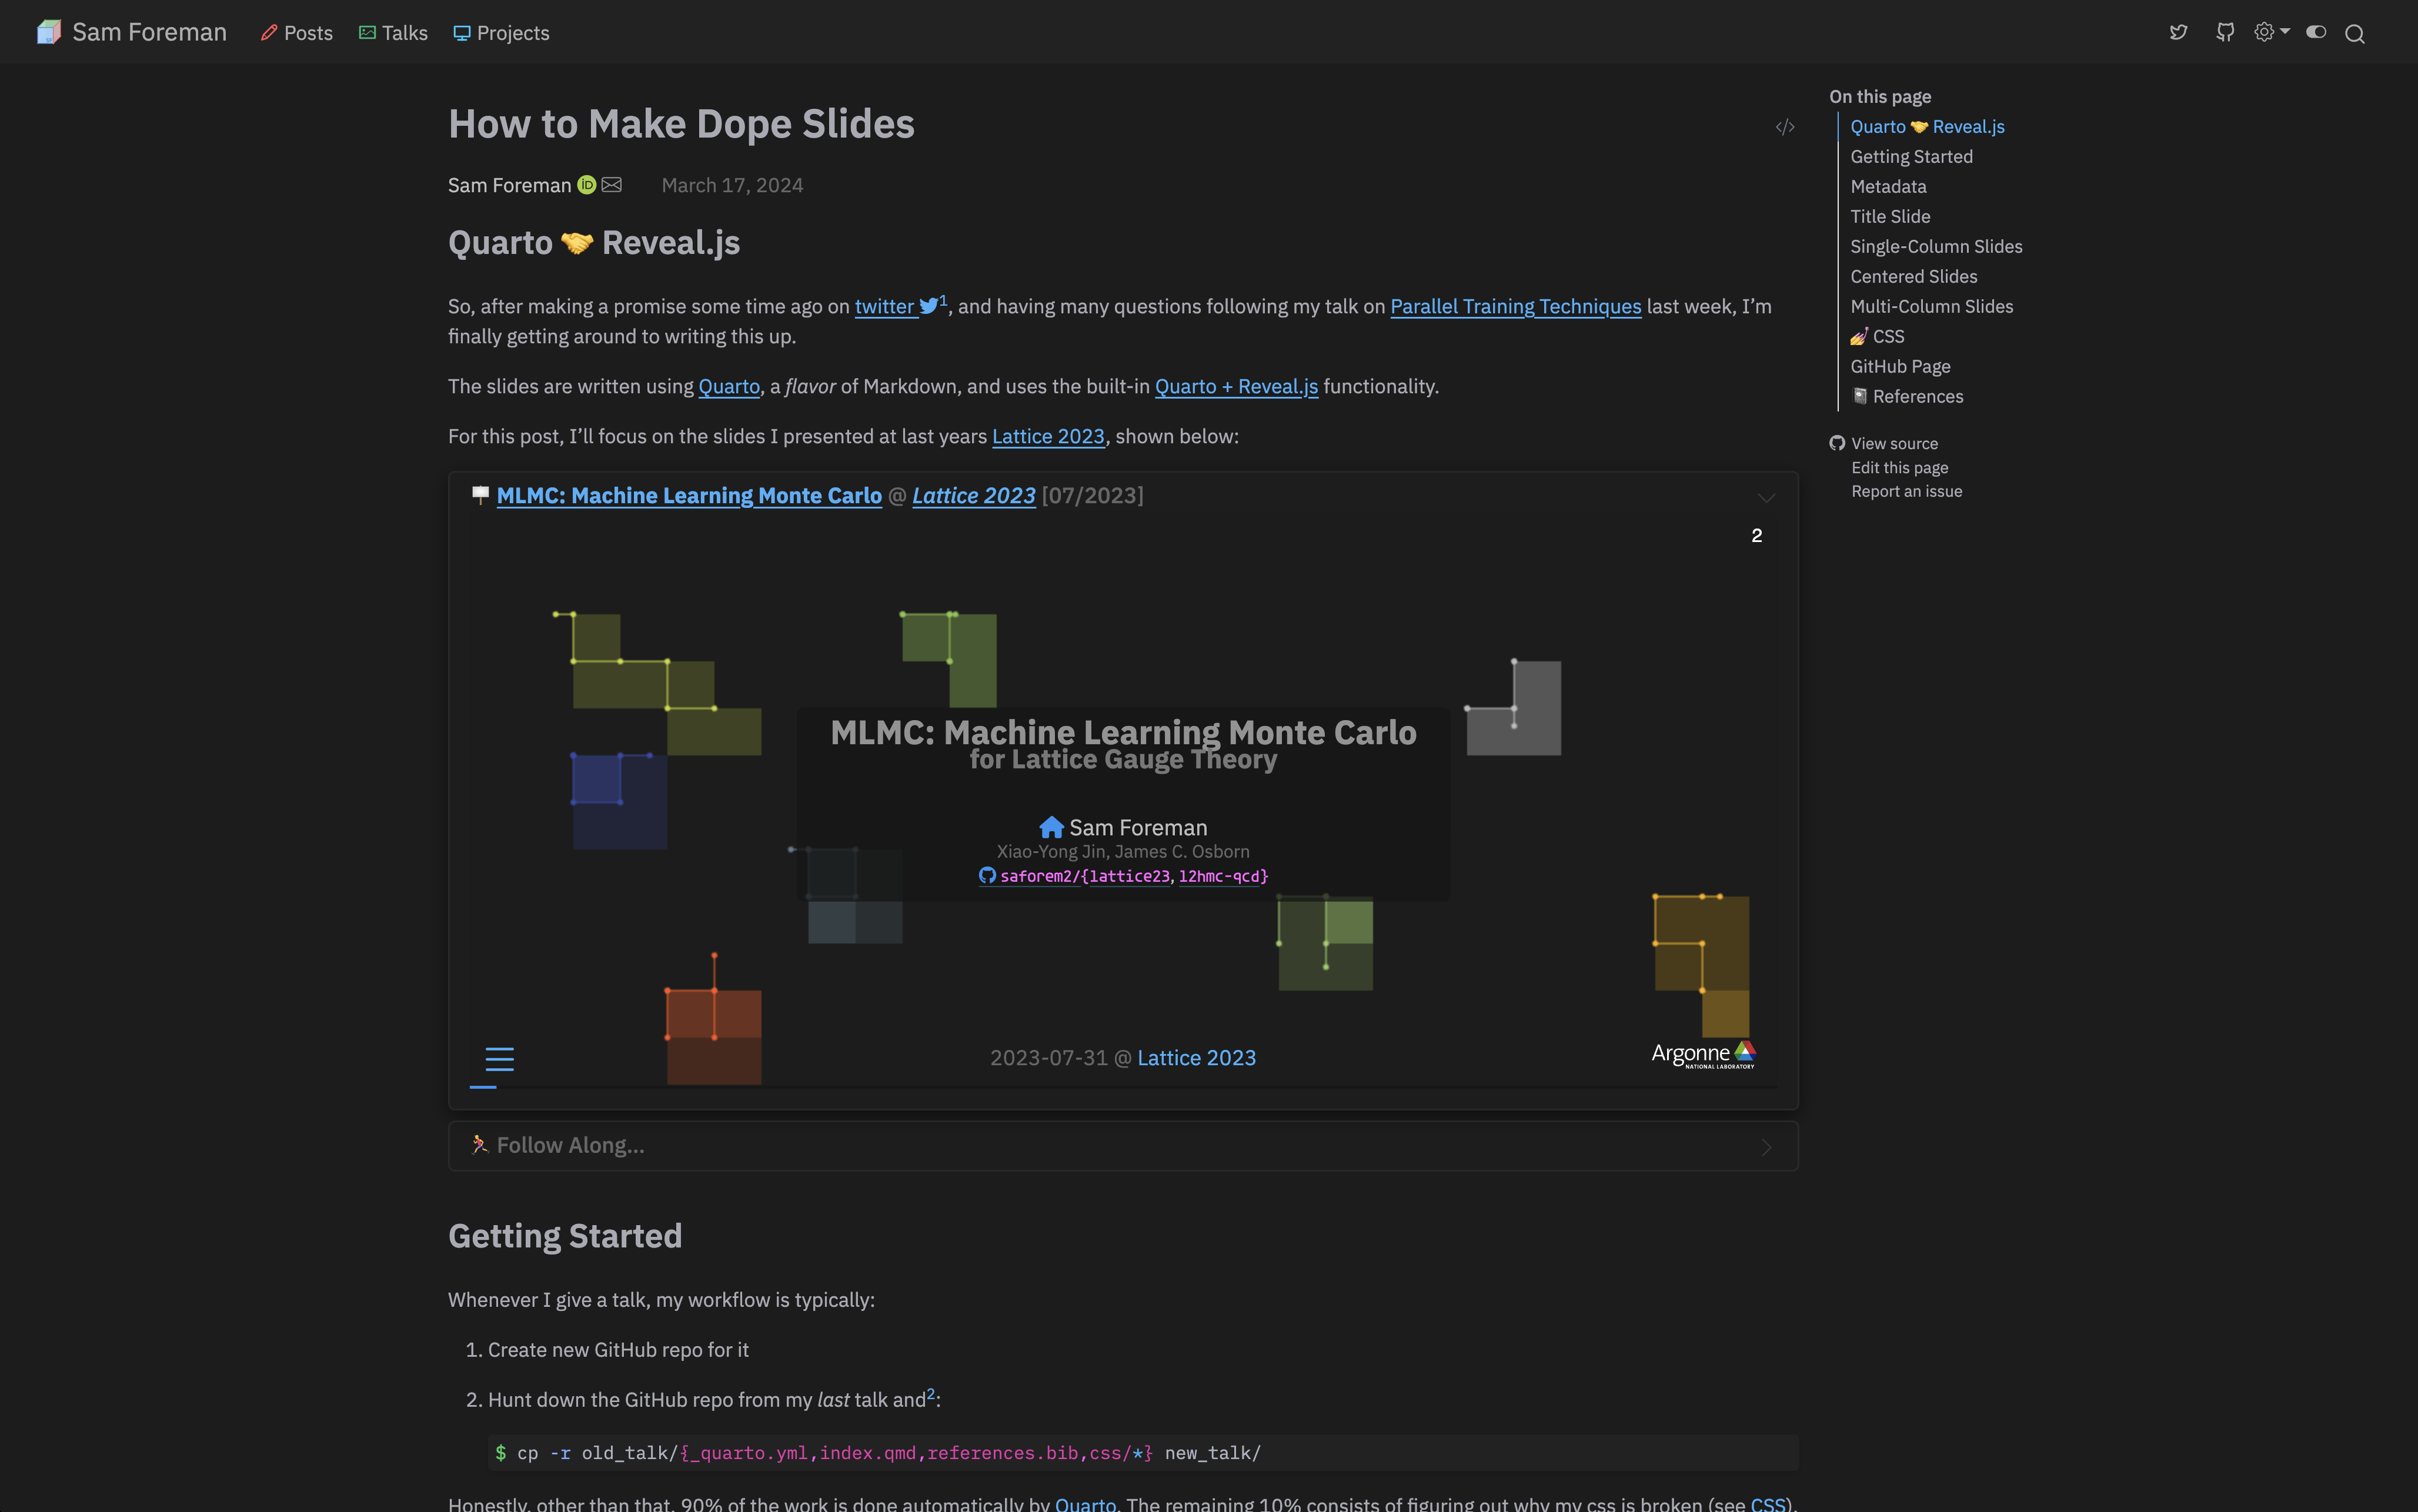 Sam Foreman Posts Talks Projects
How to Make Dope Slides
Sam Foreman iD March 17, 2024
Quarto 🤝 Reveal.js
So, after making a promise some time ago on twitter 1, and having many questions following my talk on Parallel Training Techniques last week, I’m
finally getting around to writing this up.
The slides are written using Quarto, a flavor of Markdown, and uses the built-in Quarto + Reveal.js functionality.
For this post, I’ll focus on the slides I presented at last years Lattice 2023, shown below:
MLMC: Machine Learning Monte Carlo @ Lattice 2023 [07/2023]
2
MLMC: Machine Learning Monte Carlo
for Lattice Gauge Theory
Sam Foreman
Xiao-Yong Jin, James C. Osborn
saforem2/{lattice23, l2hmc-qcd}
2023-07-31 @ Lattice 2023
Argonne
NATIONAL LABORATORY
Follow Along...
Getting Started
Whenever I give a talk, my workflow is typically:
1. Create new GitHub repo for it
2. Hunt down the GitHub repo from my last talk and2:
$ cp -r old_talk/{_quarto.yml,index.qmd,references.bib,css/*} new_talk/
Honestly, other than that, 90% of the work is done automatically by Quarto. The remaining 10% consists of figuring out why my css is broken (see CSS).
On this page
Quarto 🤝 Reveal.js
Getting Started
Metadata
Title Slide
Single-Column Slides
Centered Slides
Multi-Column Slides
💅 CSS
GitHub Page
📓 References
View source
Edit this page
Report an issue